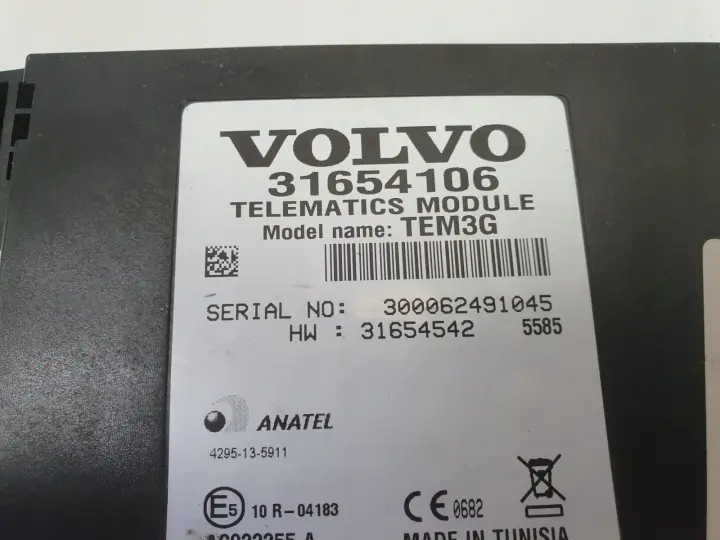 VOLVO
31654106
TELEMATICS MODULE
Model name: TEM3G
SERIAL NO: 300062491045
HW : 31654542 5585
ANATEL
4295-13-5911
E5 10 R-04183 CE 0682
MADE IN TUNISIA